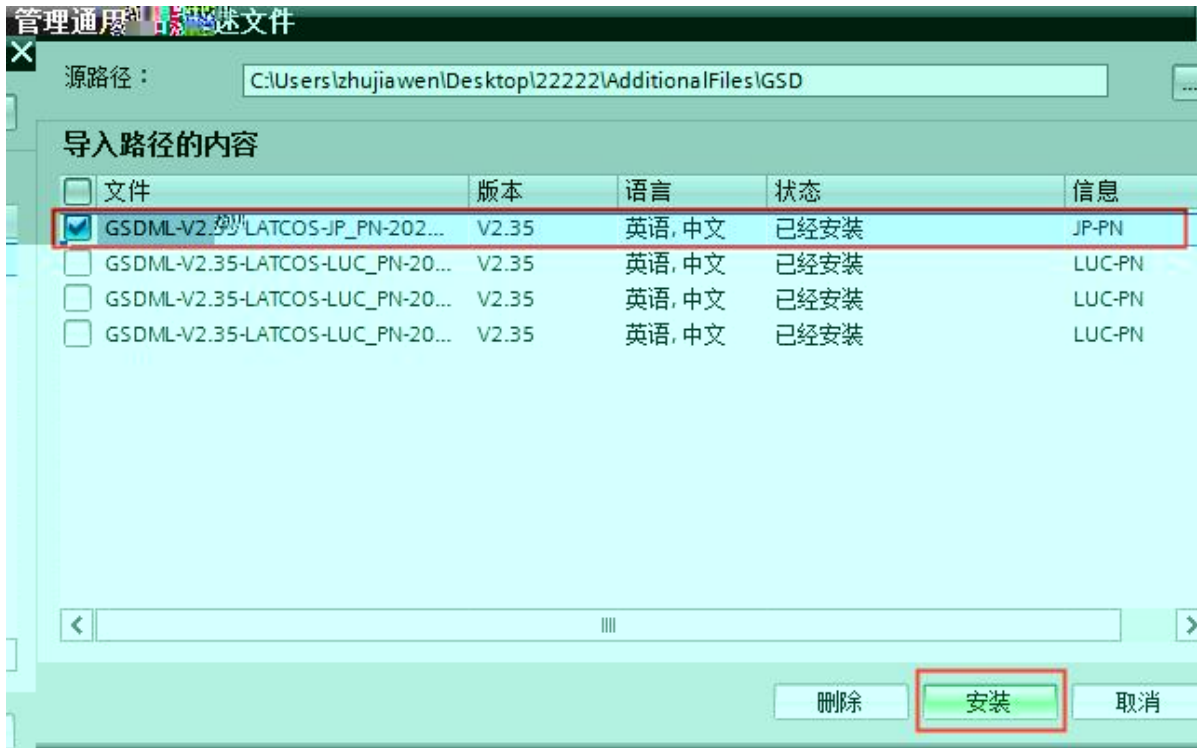 管理通用 述文件
源路径： C:\Users\zhujiawen\Desktop\22222\AdditionalFiles\GSD ...
导入路径的内容
文件 版本 语言 状态 信息
GSDML-V2. LATCOS-JP_PN-202... V2.35 英语, 中文 已经安装 JP-PN
GSDML-V2.35-LATCOS-LUC_PN-20... V2.35 英语, 中文 已经安装 LUC-PN
GSDML-V2.35-LATCOS-LUC_PN-20... V2.35 英语, 中文 已经安装 LUC-PN
GSDML-V2.35-LATCOS-LUC_PN-20... V2.35 英语, 中文 已经安装 LUC-PN
删除 安装 取消